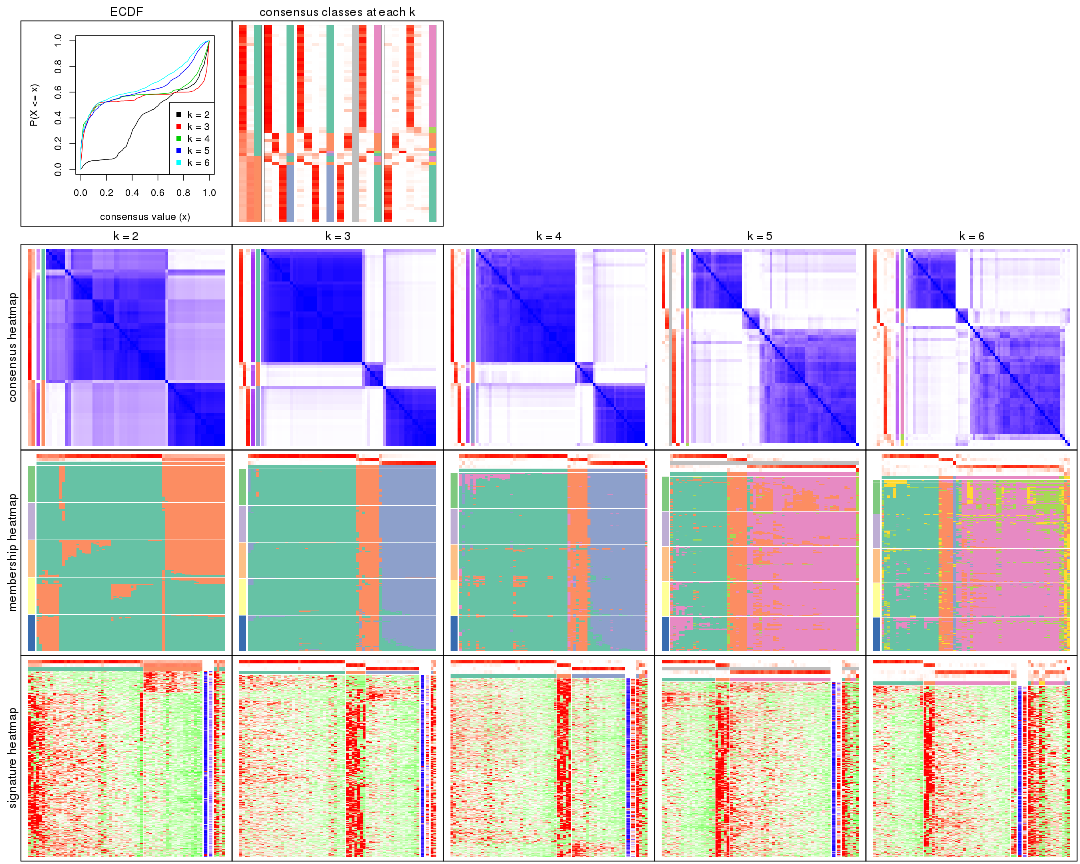 ECDF
consensus classes at each k
P(X <= x)
0.0 0.2 0.4 0.6 0.8 1.0
k = 2
k = 3
k = 4
k = 5
k = 6
0.0 0.2 0.4 0.6 0.8 1.0
consensus value (x)
k = 2 k = 3 k = 4 k = 5 k = 6
consensus heatmap
membership heatmap
signature heatmap